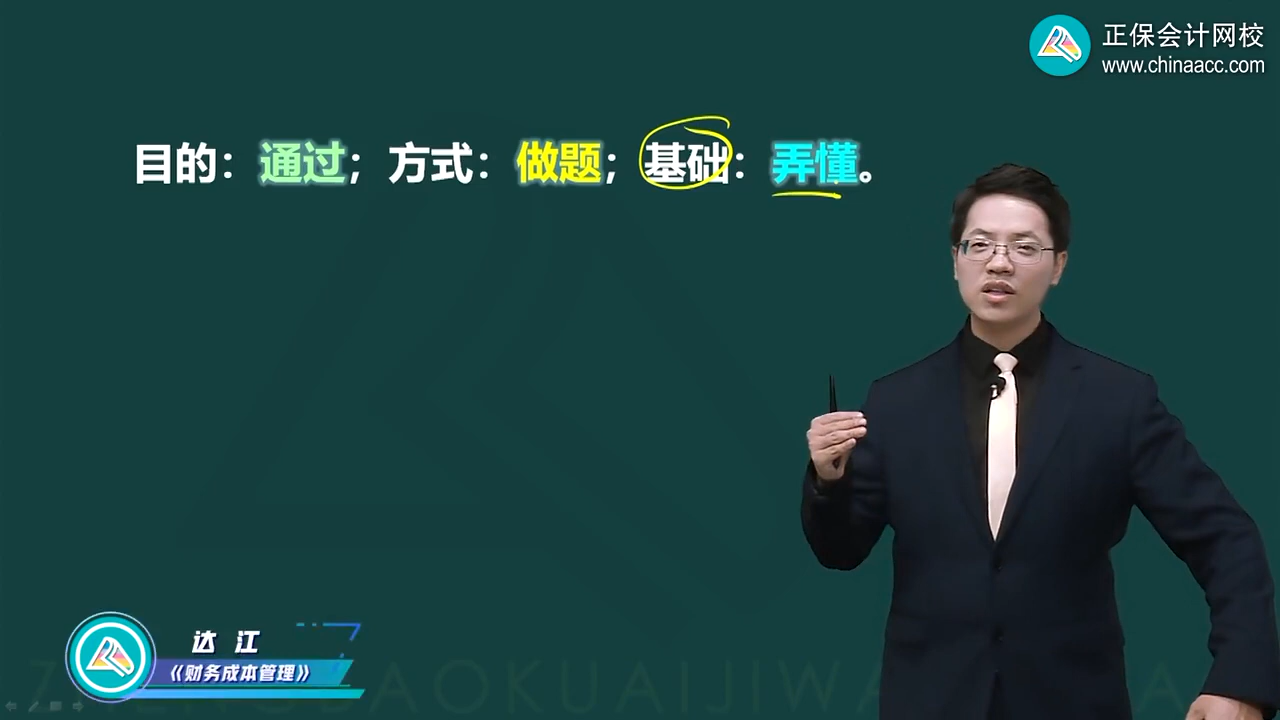 正保会计网校
www.chinaacc.com
目的：通过；方式：做题；基础：弄懂。
达 江
《财务成本管理》